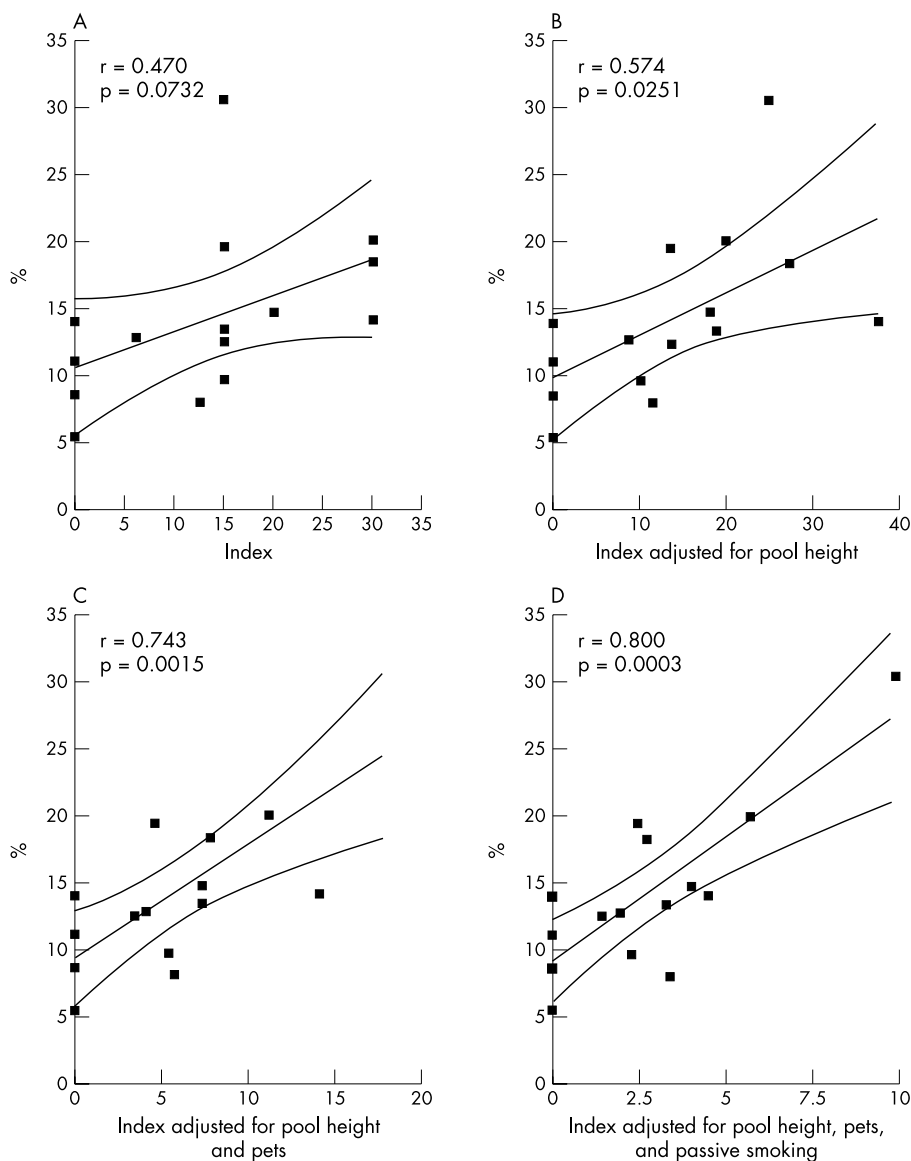 A
r = 0.470
p = 0.0732
35
30
25
20
15
10
5
0
%
0 5 10 15 20 25 30 35
Index
B
r = 0.574
p = 0.0251
35
30
25
20
15
10
5
0
%
0 10 20 30 40
Index adjusted for pool height
C
r = 0.743
p = 0.0015
35
30
25
20
15
10
5
0
%
0 5 10 15 20
Index adjusted for pool height
and pets
D
r = 0.800
p = 0.0003
35
30
25
20
15
10
5
0
%
0 2.5 5 7.5 10
Index adjusted for pool height, pets,
and passive smoking